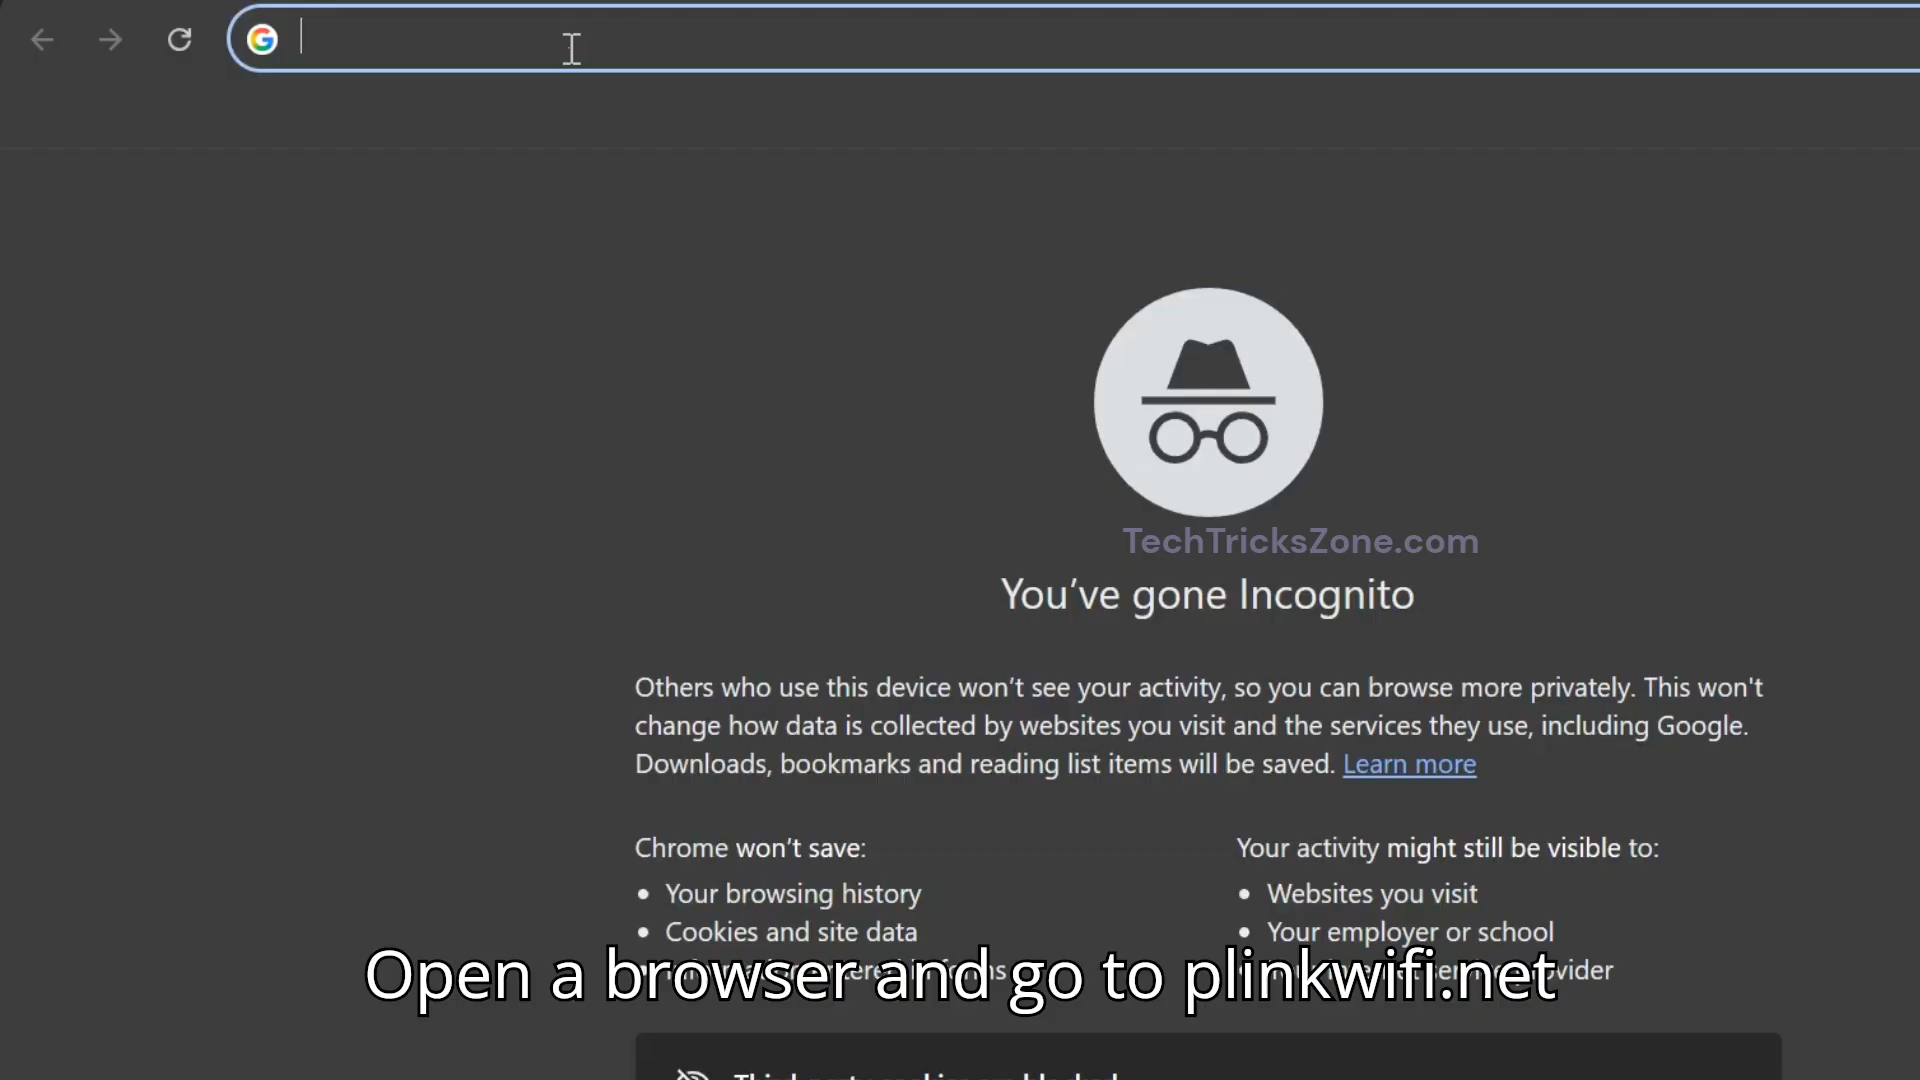 TechTricksZone.com
You’ve gone Incognito
Others who use this device won’t see your activity, so you can browse more privately. This won't
change how data is collected by websites you visit and the services they use, including Google.
Downloads, bookmarks and reading list items will be saved. Learn more
Chrome won’t save:
• Your browsing history
• Cookies and site data
Your activity might still be visible to:
• Websites you visit
• Your employer or school
Open a browser and go to plinkwifi.net